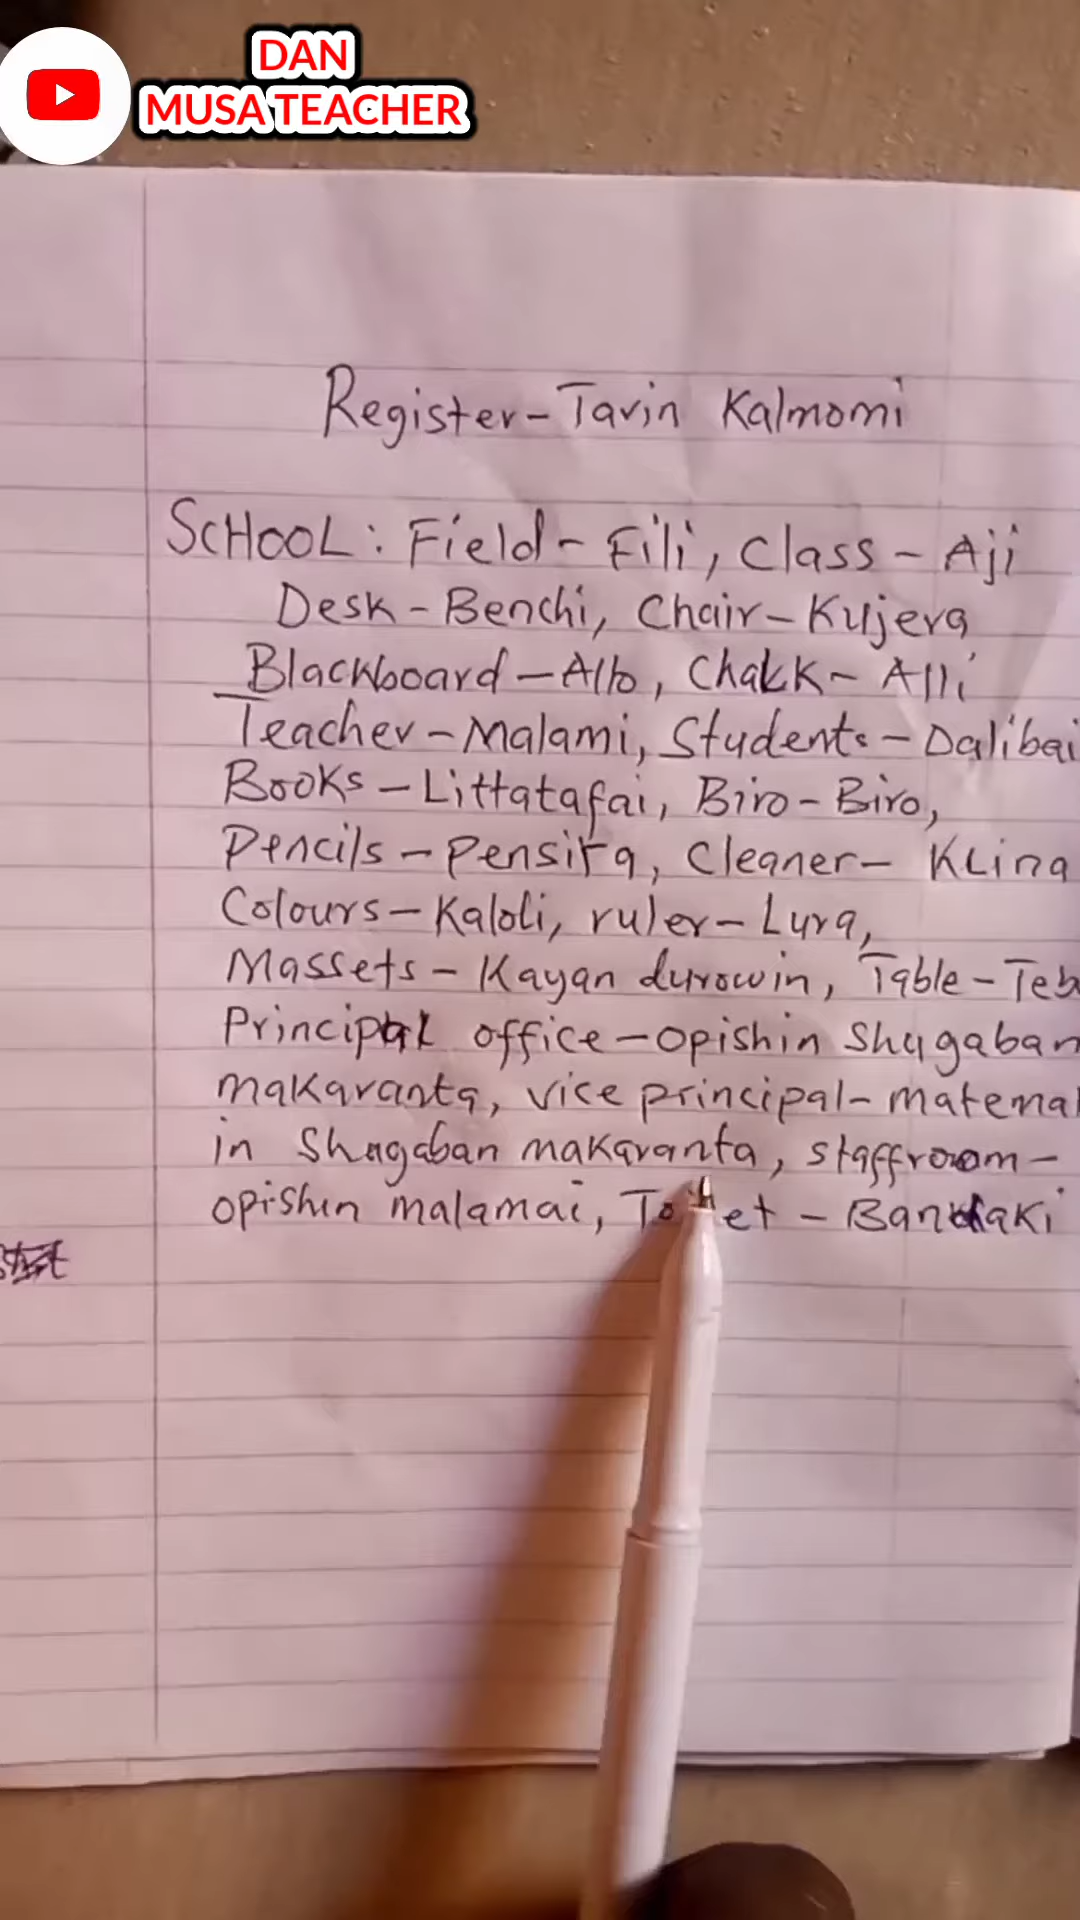 DAN
MUSA TEACHER
Register - Tarin Kalmomi
SCHOOL: Field - Fili, Class - Aji
Desk - Benchi, Chair - Kujera
Blackboard - Allo, Chalk - Alli
Teacher - Malami, Students - Dalibai
Books - Littatafai, Biro - Biro,
Pencils - Pensira, Cleaner - Klina
Colours - Kaloli, ruler - Lura,
Massets - Kayan durowin, Table - Teb
Principal office - opishin Shugaban
makaranta, vice principal - matema
in Shugaban makaranta, staffroom -
opishin malamai, - Bandaki